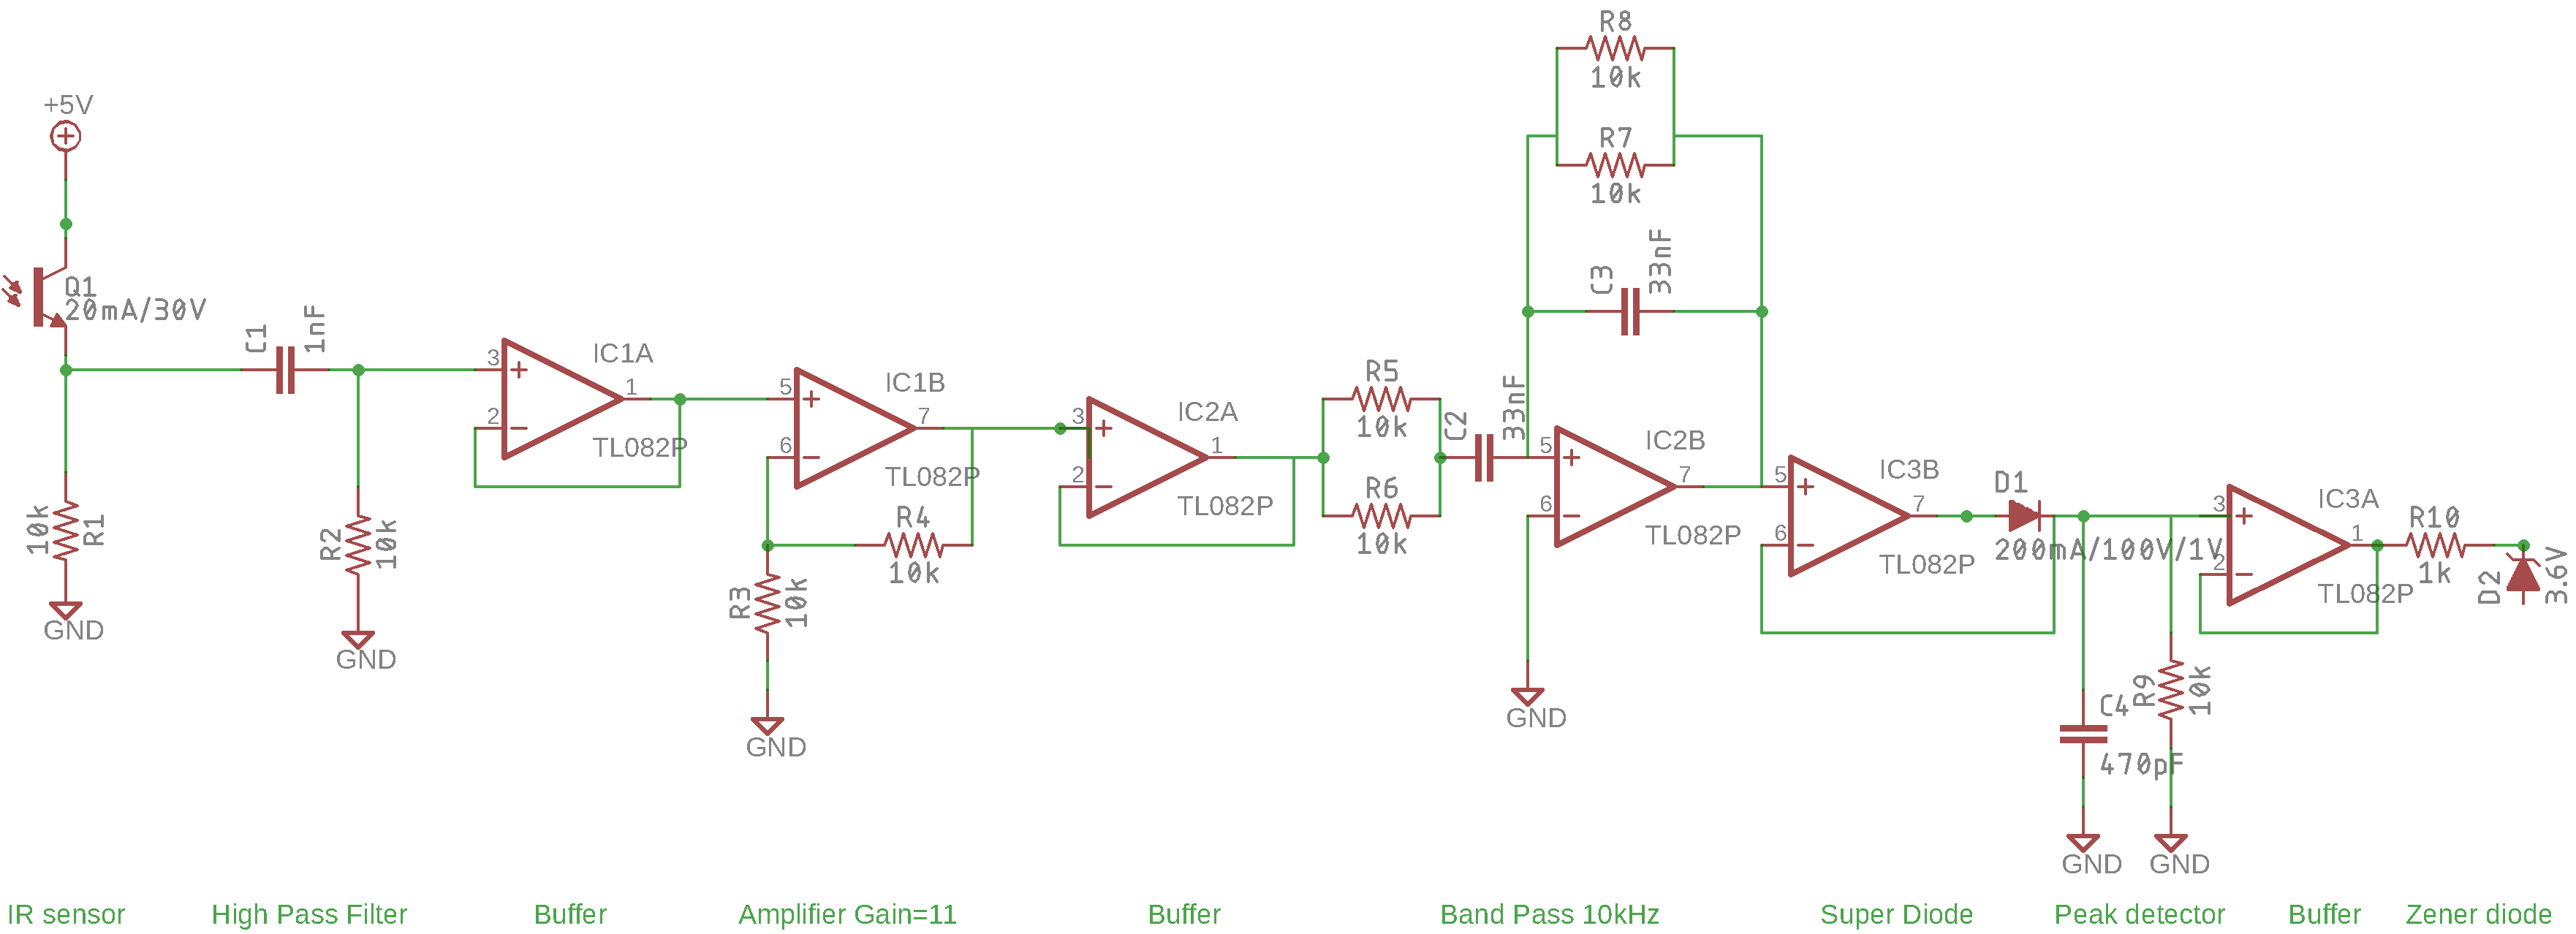 +5V
Q1
20mA/30V
10k
R1
GND
C1
1nF
R2
10k
GND
3
2
1
IC1A
TL082P
5
6
7
IC1B
TL082P
R4
10k
R3
10k
GND
3
2
1
IC2A
TL082P
R5
10k
R6
10k
C2
33nF
R8
10k
R7
10k
C3
33nF
5
6
7
IC2B
TL082P
GND
5
6
7
IC3B
TL082P
D1
200mA/100V/1V
C4
470pF
GND
R9
10k
GND
3
2
1
IC3A
TL082P
R10
1k
D2
3.6V
IR sensor
High Pass Filter
Buffer
Amplifier Gain=11
Buffer
Band Pass 10kHz
Super Diode
Peak detector
Buffer
Zener diode